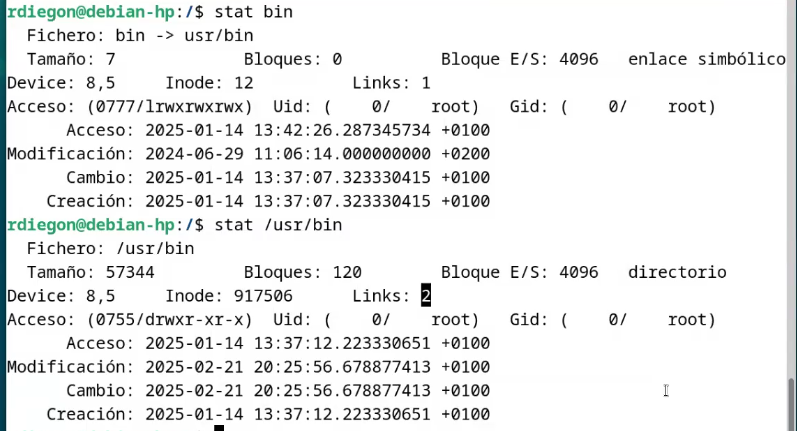 rdiegon@debian-hp:/$ stat bin
Fichero: bin -> usr/bin
Tamaño: 7 Bloques: 0 Bloque E/S: 4096 enlace simbólico
Device: 8,5 Inode: 12 Links: 1
Acceso: (0777/lrwxrwxrwx) Uid: ( 0/ root) Gid: ( 0/ root)
Acceso: 2025-01-14 13:42:26.287345734 +0100
Modificación: 2024-06-29 11:06:14.000000000 +0200
Cambio: 2025-01-14 13:37:07.323330415 +0100
Creación: 2025-01-14 13:37:07.323330415 +0100
rdiegon@debian-hp:/$ stat /usr/bin
Fichero: /usr/bin
Tamaño: 57344 Bloques: 120 Bloque E/S: 4096 directorio
Device: 8,5 Inode: 917506 Links: 2
Acceso: (0755/drwxr-xr-x) Uid: ( 0/ root) Gid: ( 0/ root)
Acceso: 2025-01-14 13:37:12.223330651 +0100
Modificación: 2025-02-21 20:25:56.678877413 +0100
Cambio: 2025-02-21 20:25:56.678877413 +0100
Creación: 2025-01-14 13:37:12.223330651 +0100